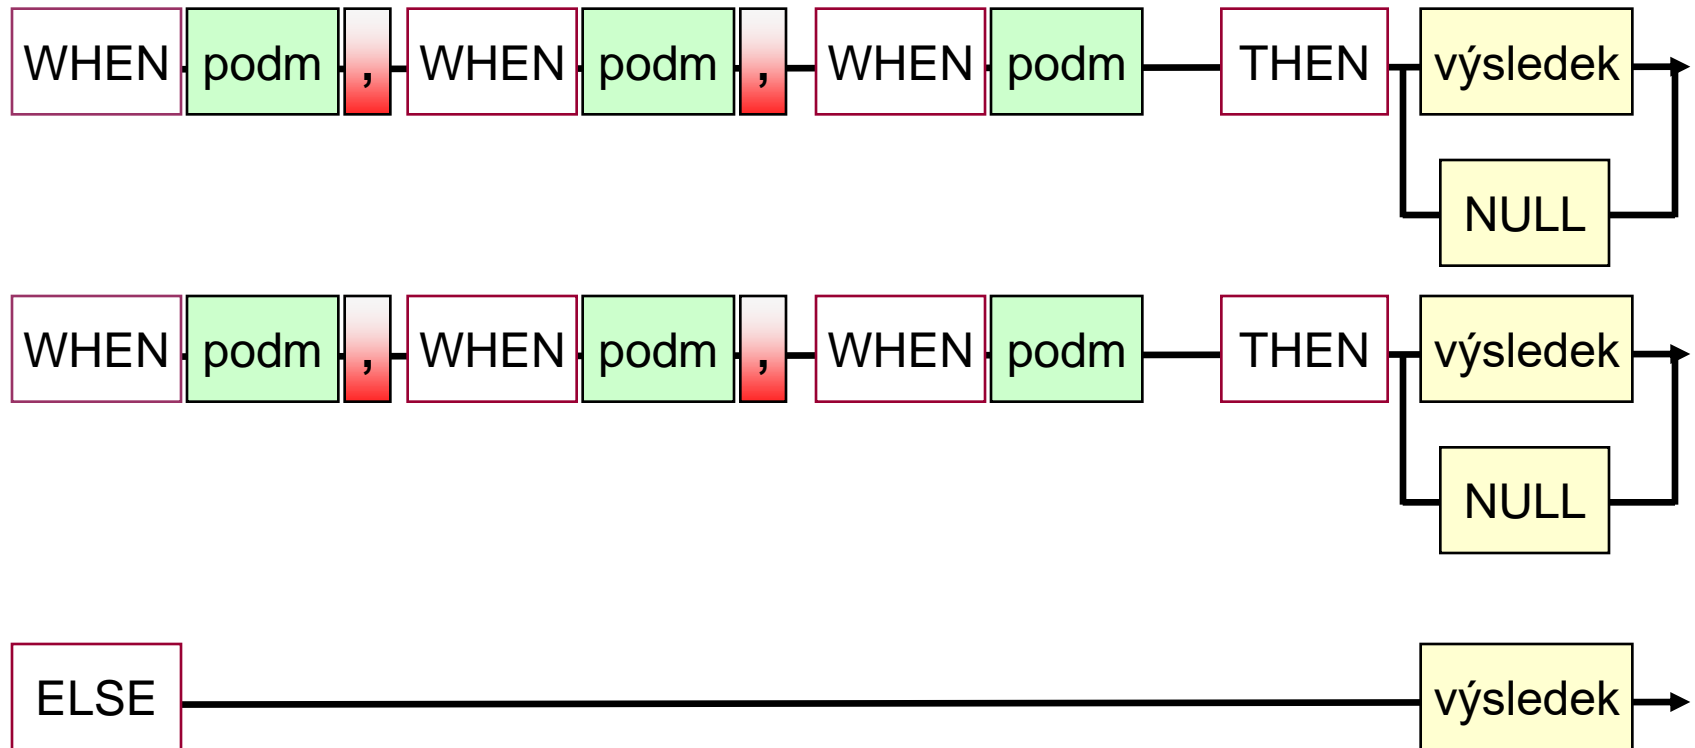 WHEN podm , WHEN podm , WHEN podm THEN výsledek
NULL
WHEN podm , WHEN podm , WHEN podm THEN výsledek
NULL
ELSE výsledek